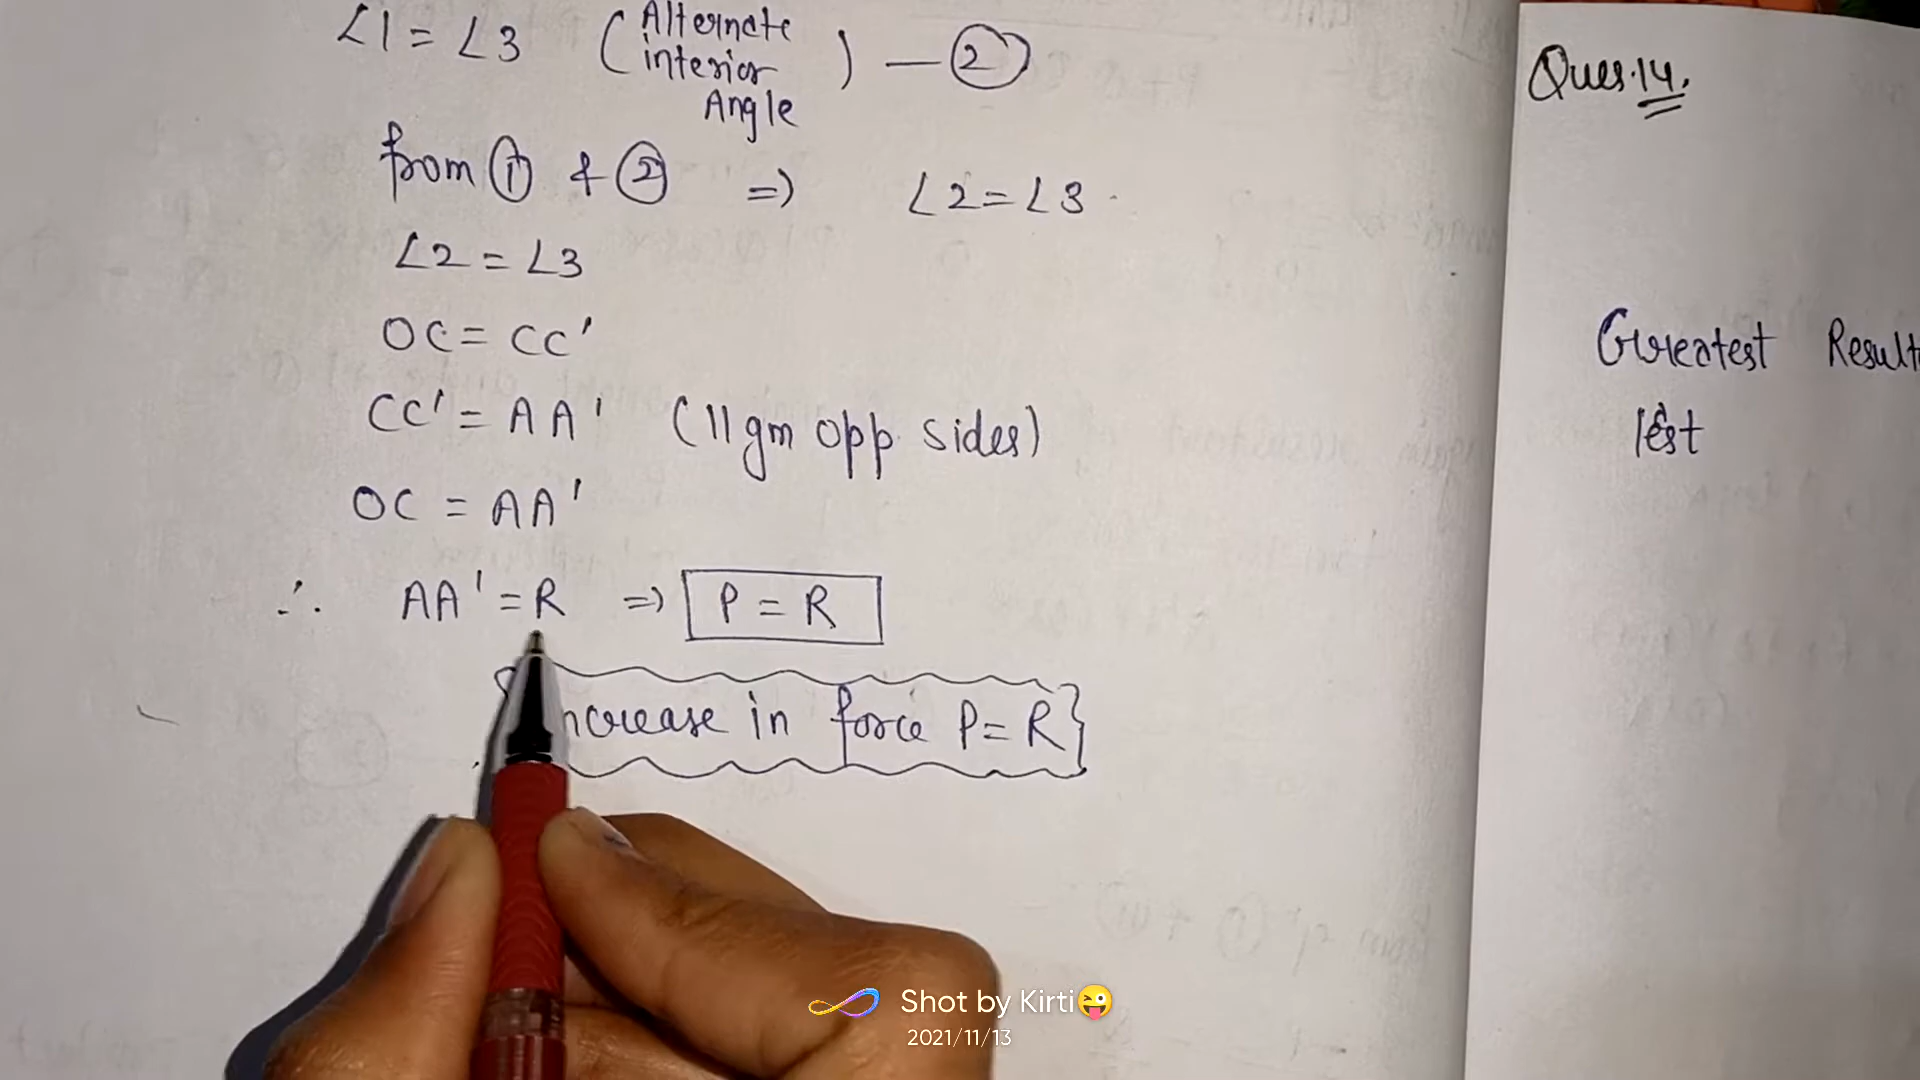 ∠1 = ∠3 (Alternate interior Angle) — ②
from ① & ② => ∠2 = ∠3
∠2 = ∠3
OC = CC'
CC' = AA' (||gm opp. sides)
OC = AA'
∴ AA' = R => P = R
ncrease in force P = R}
Ques.14.
Greatest Result
lest
Shot by Kirti😜
2021/11/13